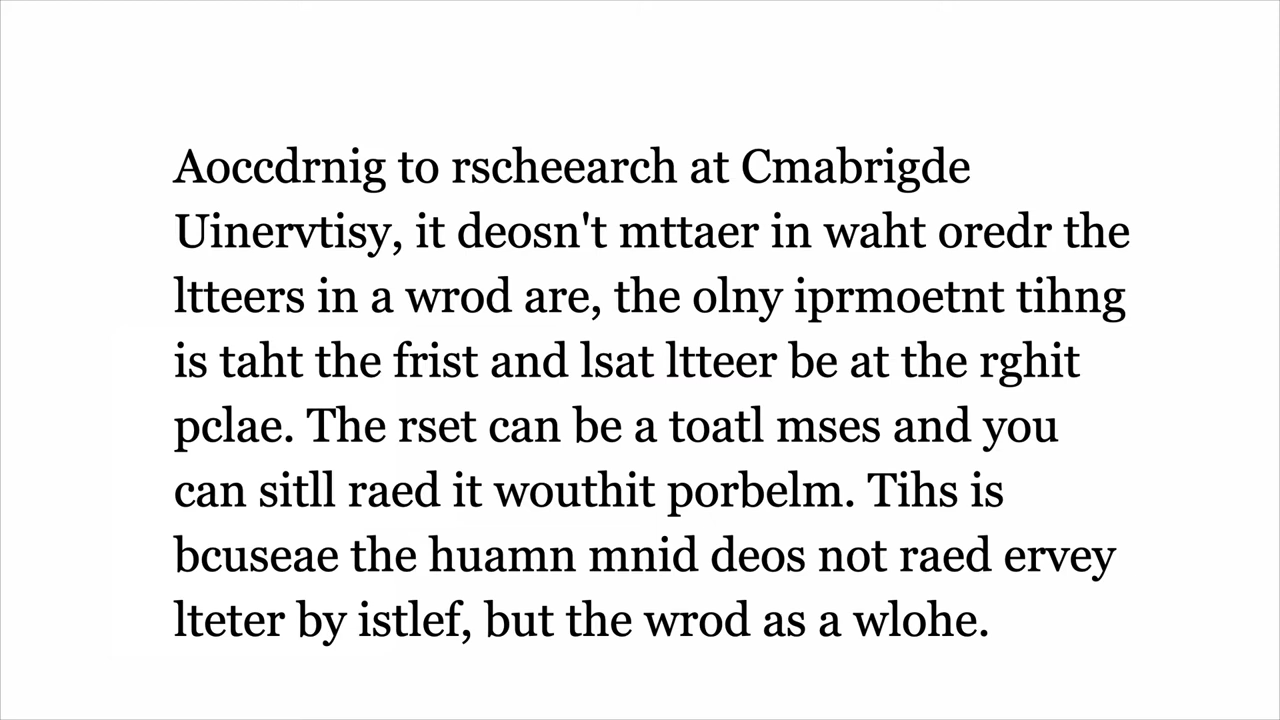 Aoccdrnig to rscheearch at Cmabrigde
Uinervtisy, it deosn't mttaer in waht oredr the
ltteers in a wrod are, the olny iprmoetnt tihng
is taht the frist and lsat ltteer be at the rghit
pclae. The rset can be a toatl mses and you
can sitll raed it wouthit porbelm. Tihs is
bcuseae the huamn mnid deos not raed ervey
lteter by istlef, but the wrod as a wlohe.